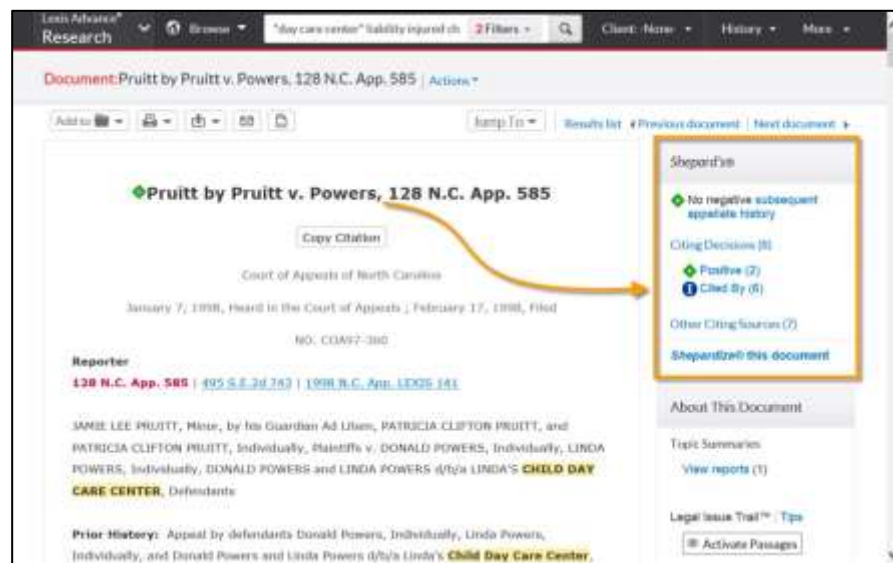 Lexis Advance®
Research
Browse
"day care center" liability injured ch
2 Filters
Client: -None-
History
More
Document: Pruitt by Pruitt v. Powers, 128 N.C. App. 585 | Actions
Add to
Jump To
Results list
Previous document | Next document
Pruitt by Pruitt v. Powers, 128 N.C. App. 585
Copy Citation
Court of Appeals of North Carolina
January 7, 1998, Heard in the Court of Appeals ; February 17, 1998, Filed
NO. COA97-360
Reporter
128 N.C. App. 585 | 495 S.E.2d 743 | 1998 N.C. App. LEXIS 141
JAMIE LEE PRUITT, Minor, by his Guardian Ad Litem, PATRICIA CLIFTON PRUITT, and
PATRICIA CLIFTON PRUITT, Individually, Plaintiffs v. DONALD POWERS, Individually, LINDA
POWERS, Individually, DONALD POWERS and LINDA POWERS d/b/a LINDA'S CHILD DAY
CARE CENTER, Defendants
Prior History: Appeal by defendants Donald Powers, Individually, Linda Powers,
Individually, and Donald Powers and Linda Powers d/b/a Linda's Child Day Care Center,
Shepard's®
No negative subsequent
appellate history
Citing Decisions (8)
Positive (2)
Cited By (6)
Other Citing Sources (7)
Shepardize® this document
About This Document
Topic Summaries
View reports (1)
Legal Issue Trail™ | Tips
Activate Passages